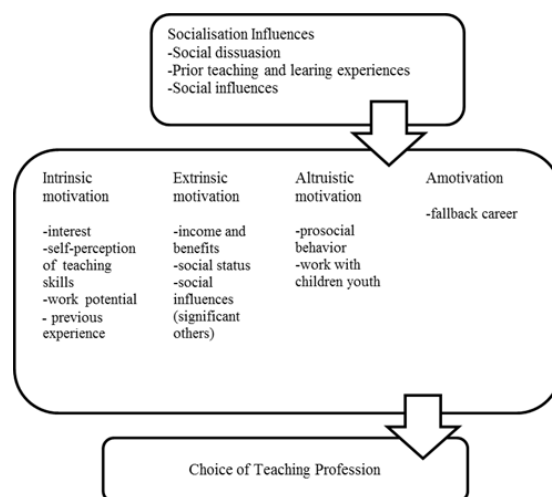 Socialisation Influences
-Social dissuasion
-Prior teaching and learing experiences
-Social influences
Intrinsic
motivation
-interest
-self-perception
of teaching
skills
-work potential
- previous
experience
Extrinsic
motivation
-income and
benefits
-social status
-social
influences
(significant
others)
Altruistic
motivation
-prosocial
behavior
-work with
children youth
Amotivation
-fallback career
Choice of Teaching Profession